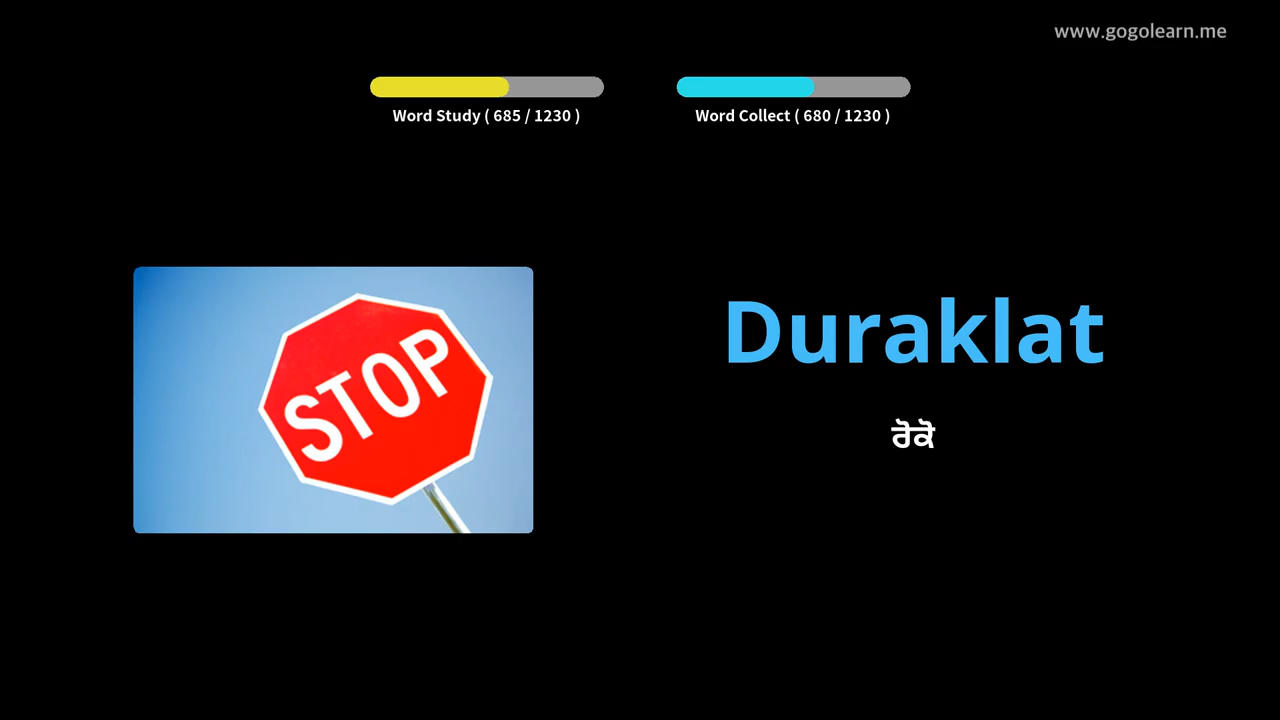 www.gogolearn.me
Word Study ( 685 / 1230 )
Word Collect ( 680 / 1230 )
STOP
Duraklat
ਰੋਕੋ